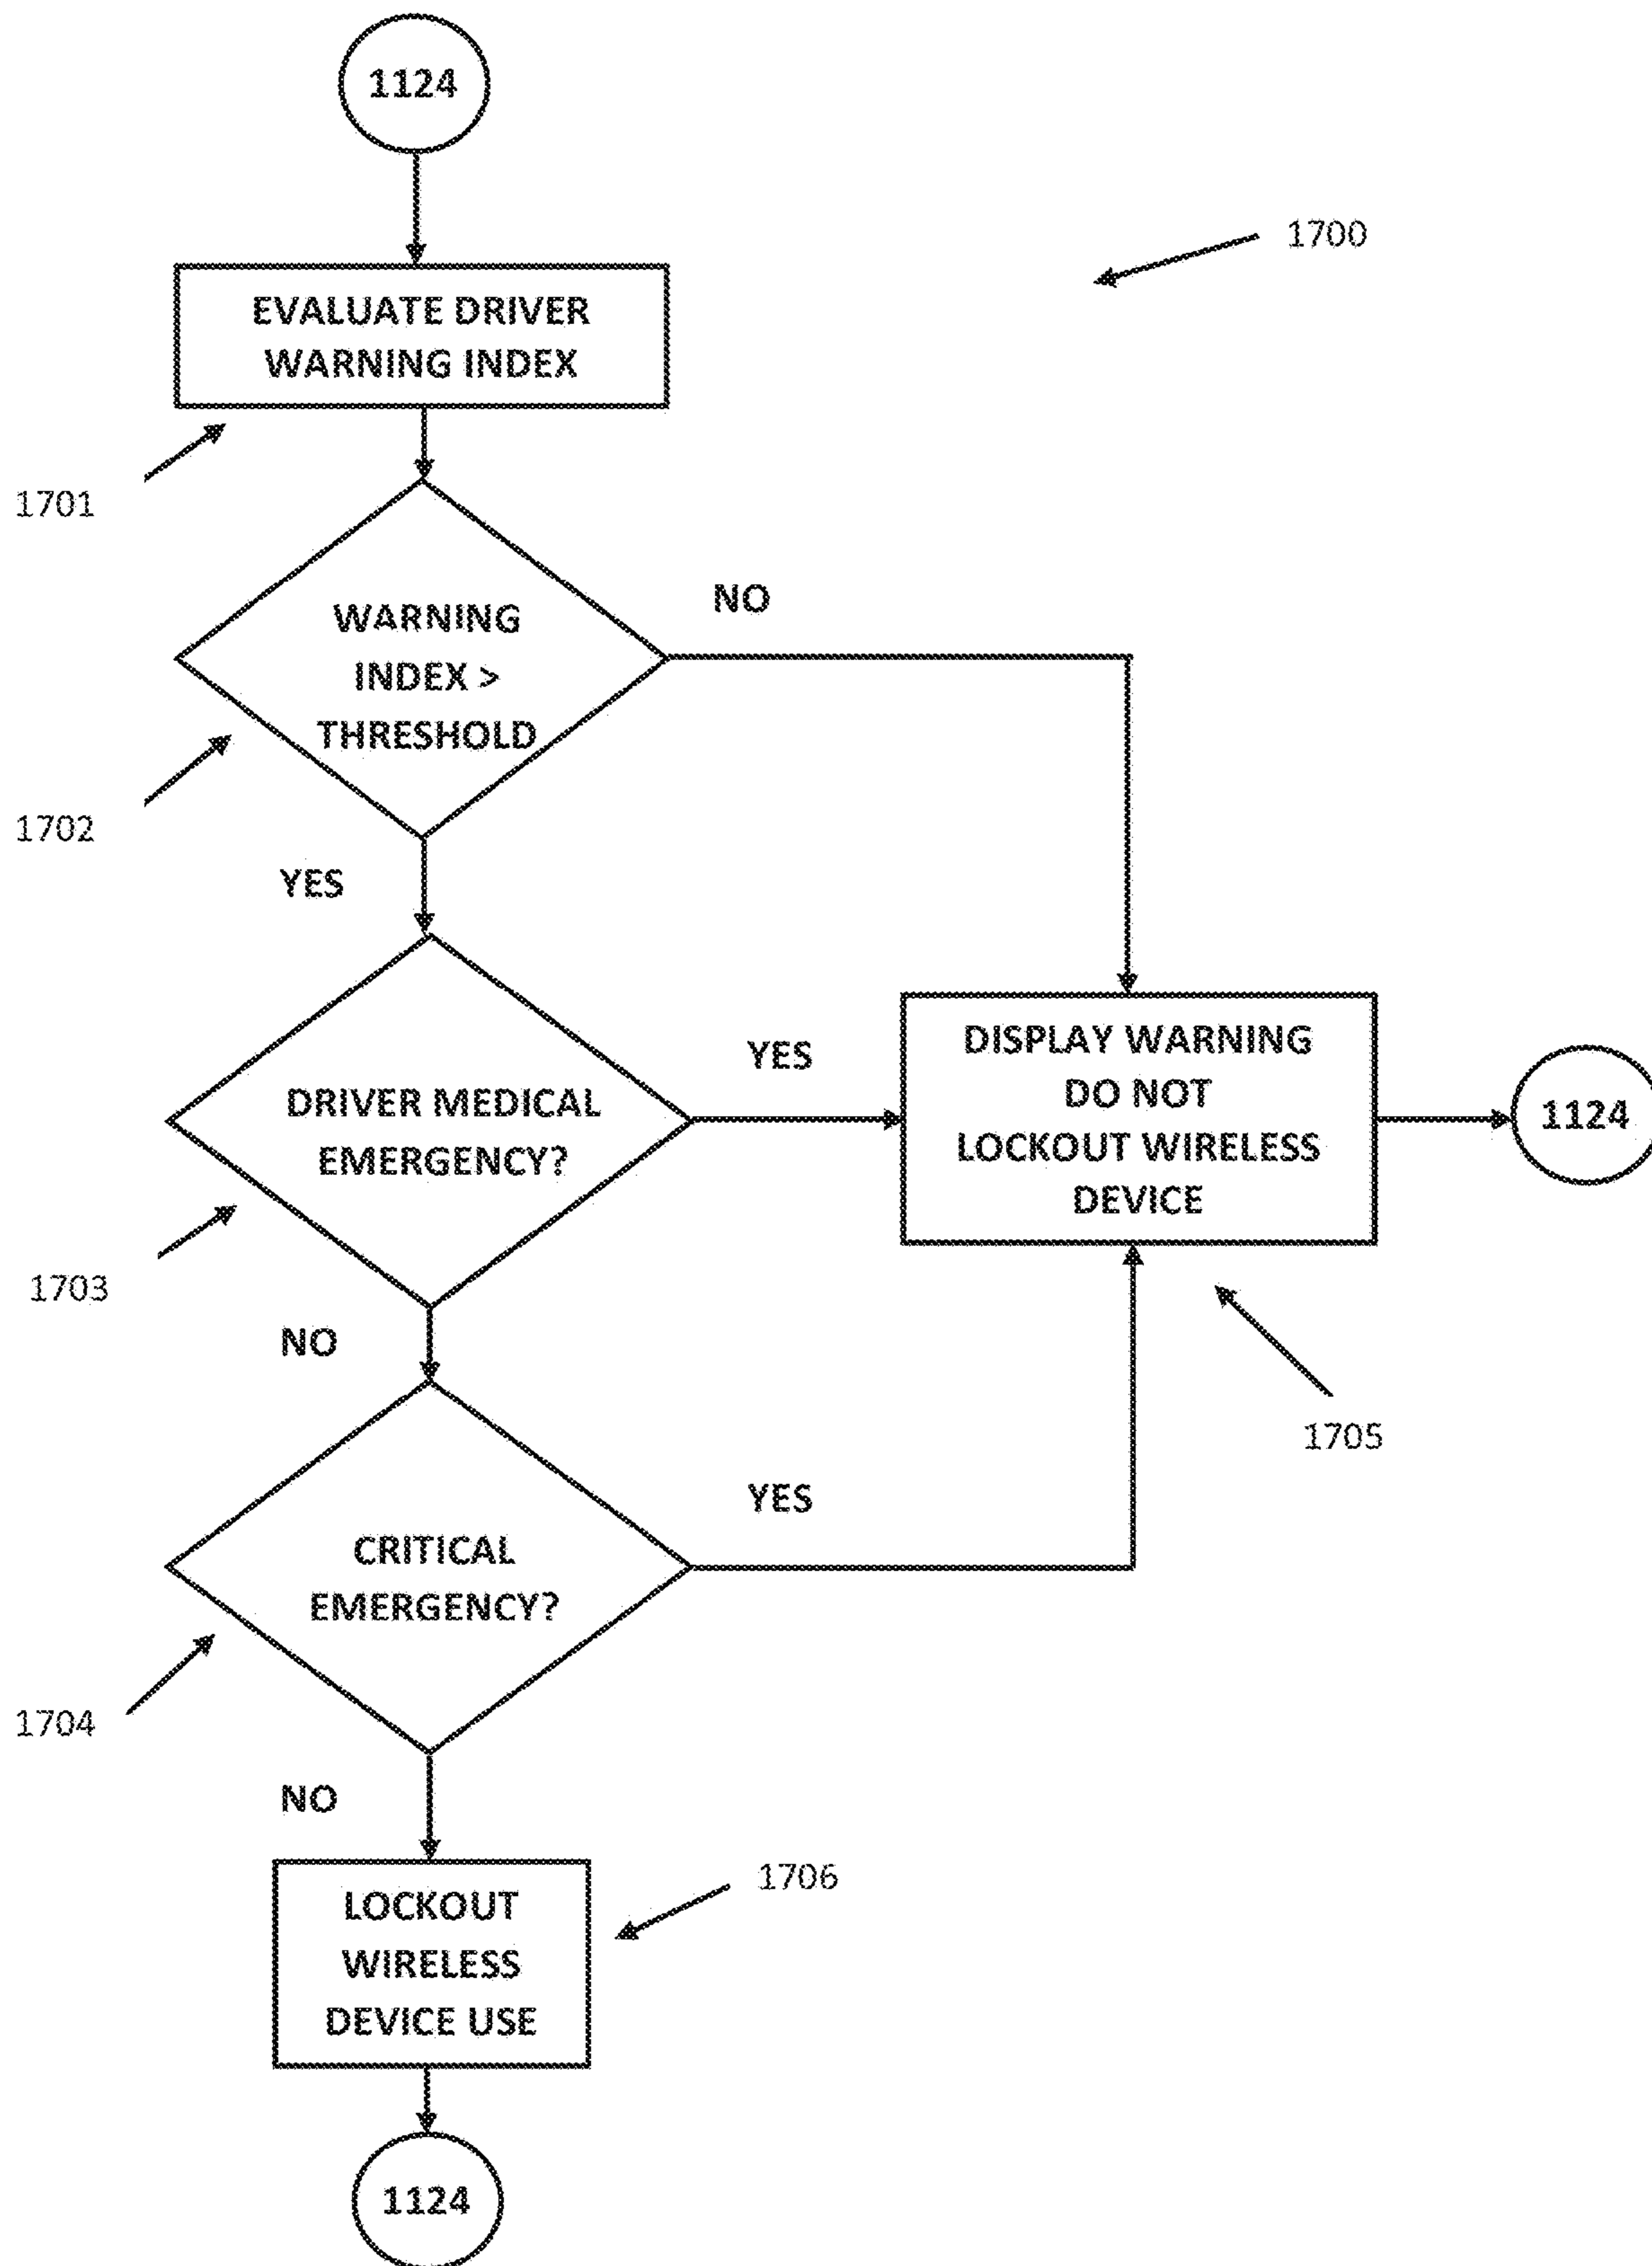 1124
1700
EVALUATE DRIVER
WARNING INDEX
1701
WARNING
INDEX >
THRESHOLD
NO
1702
YES
DRIVER MEDICAL
EMERGENCY?
YES
DISPLAY WARNING
DO NOT
LOCKOUT WIRELESS
DEVICE
1124
1703
NO
1705
CRITICAL
EMERGENCY?
YES
1704
NO
LOCKOUT
WIRELESS
DEVICE USE
1706
1124